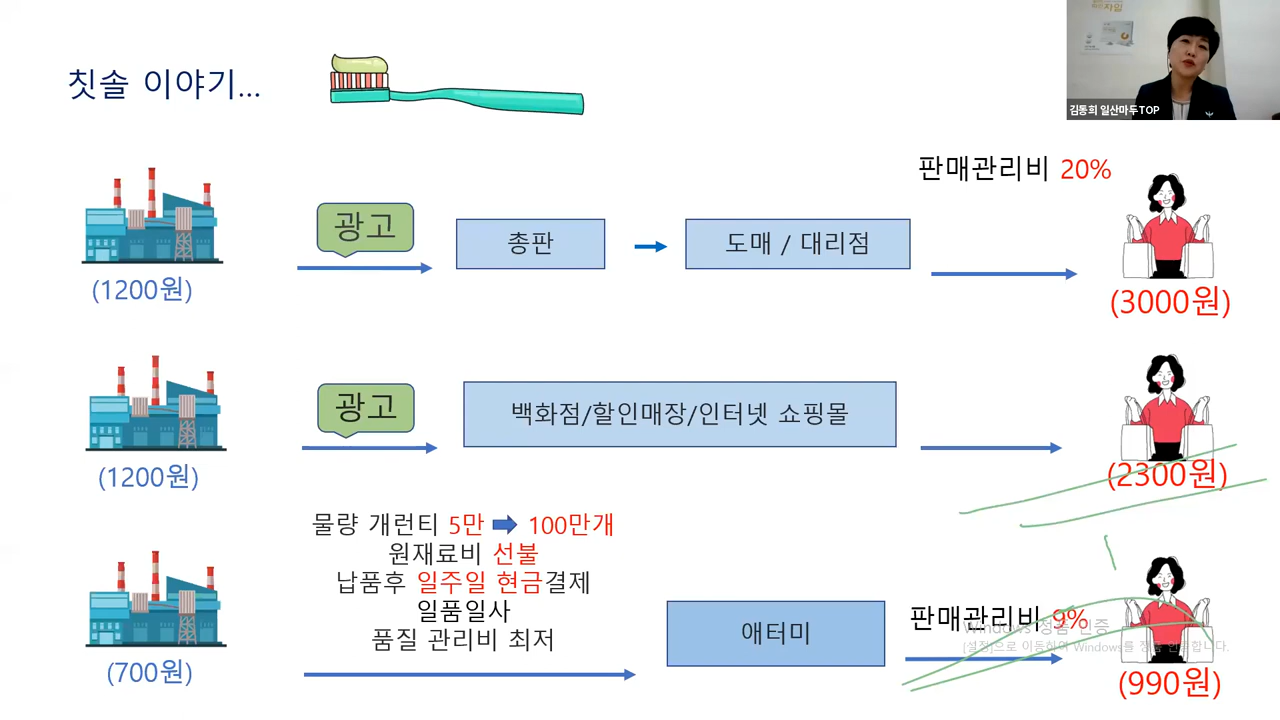 칫솔 이야기...
자임
김동희 일산마두TOP
판매관리비 20%
광고
총판
도매 / 대리점
(1200원)
(3000원)
광고
백화점/할인매장/인터넷 쇼핑몰
(1200원)
(2300원)
물량 개런티 5만 100만개
원재료비 선불
납품후 일주일 현금결제
일품일사
품질 관리비 최저
애터미
판매관리비 9%
Windows 정품 인증
[설정]으로 이동하여 Windows를 정품 인증합니다.
(700원)
(990원)